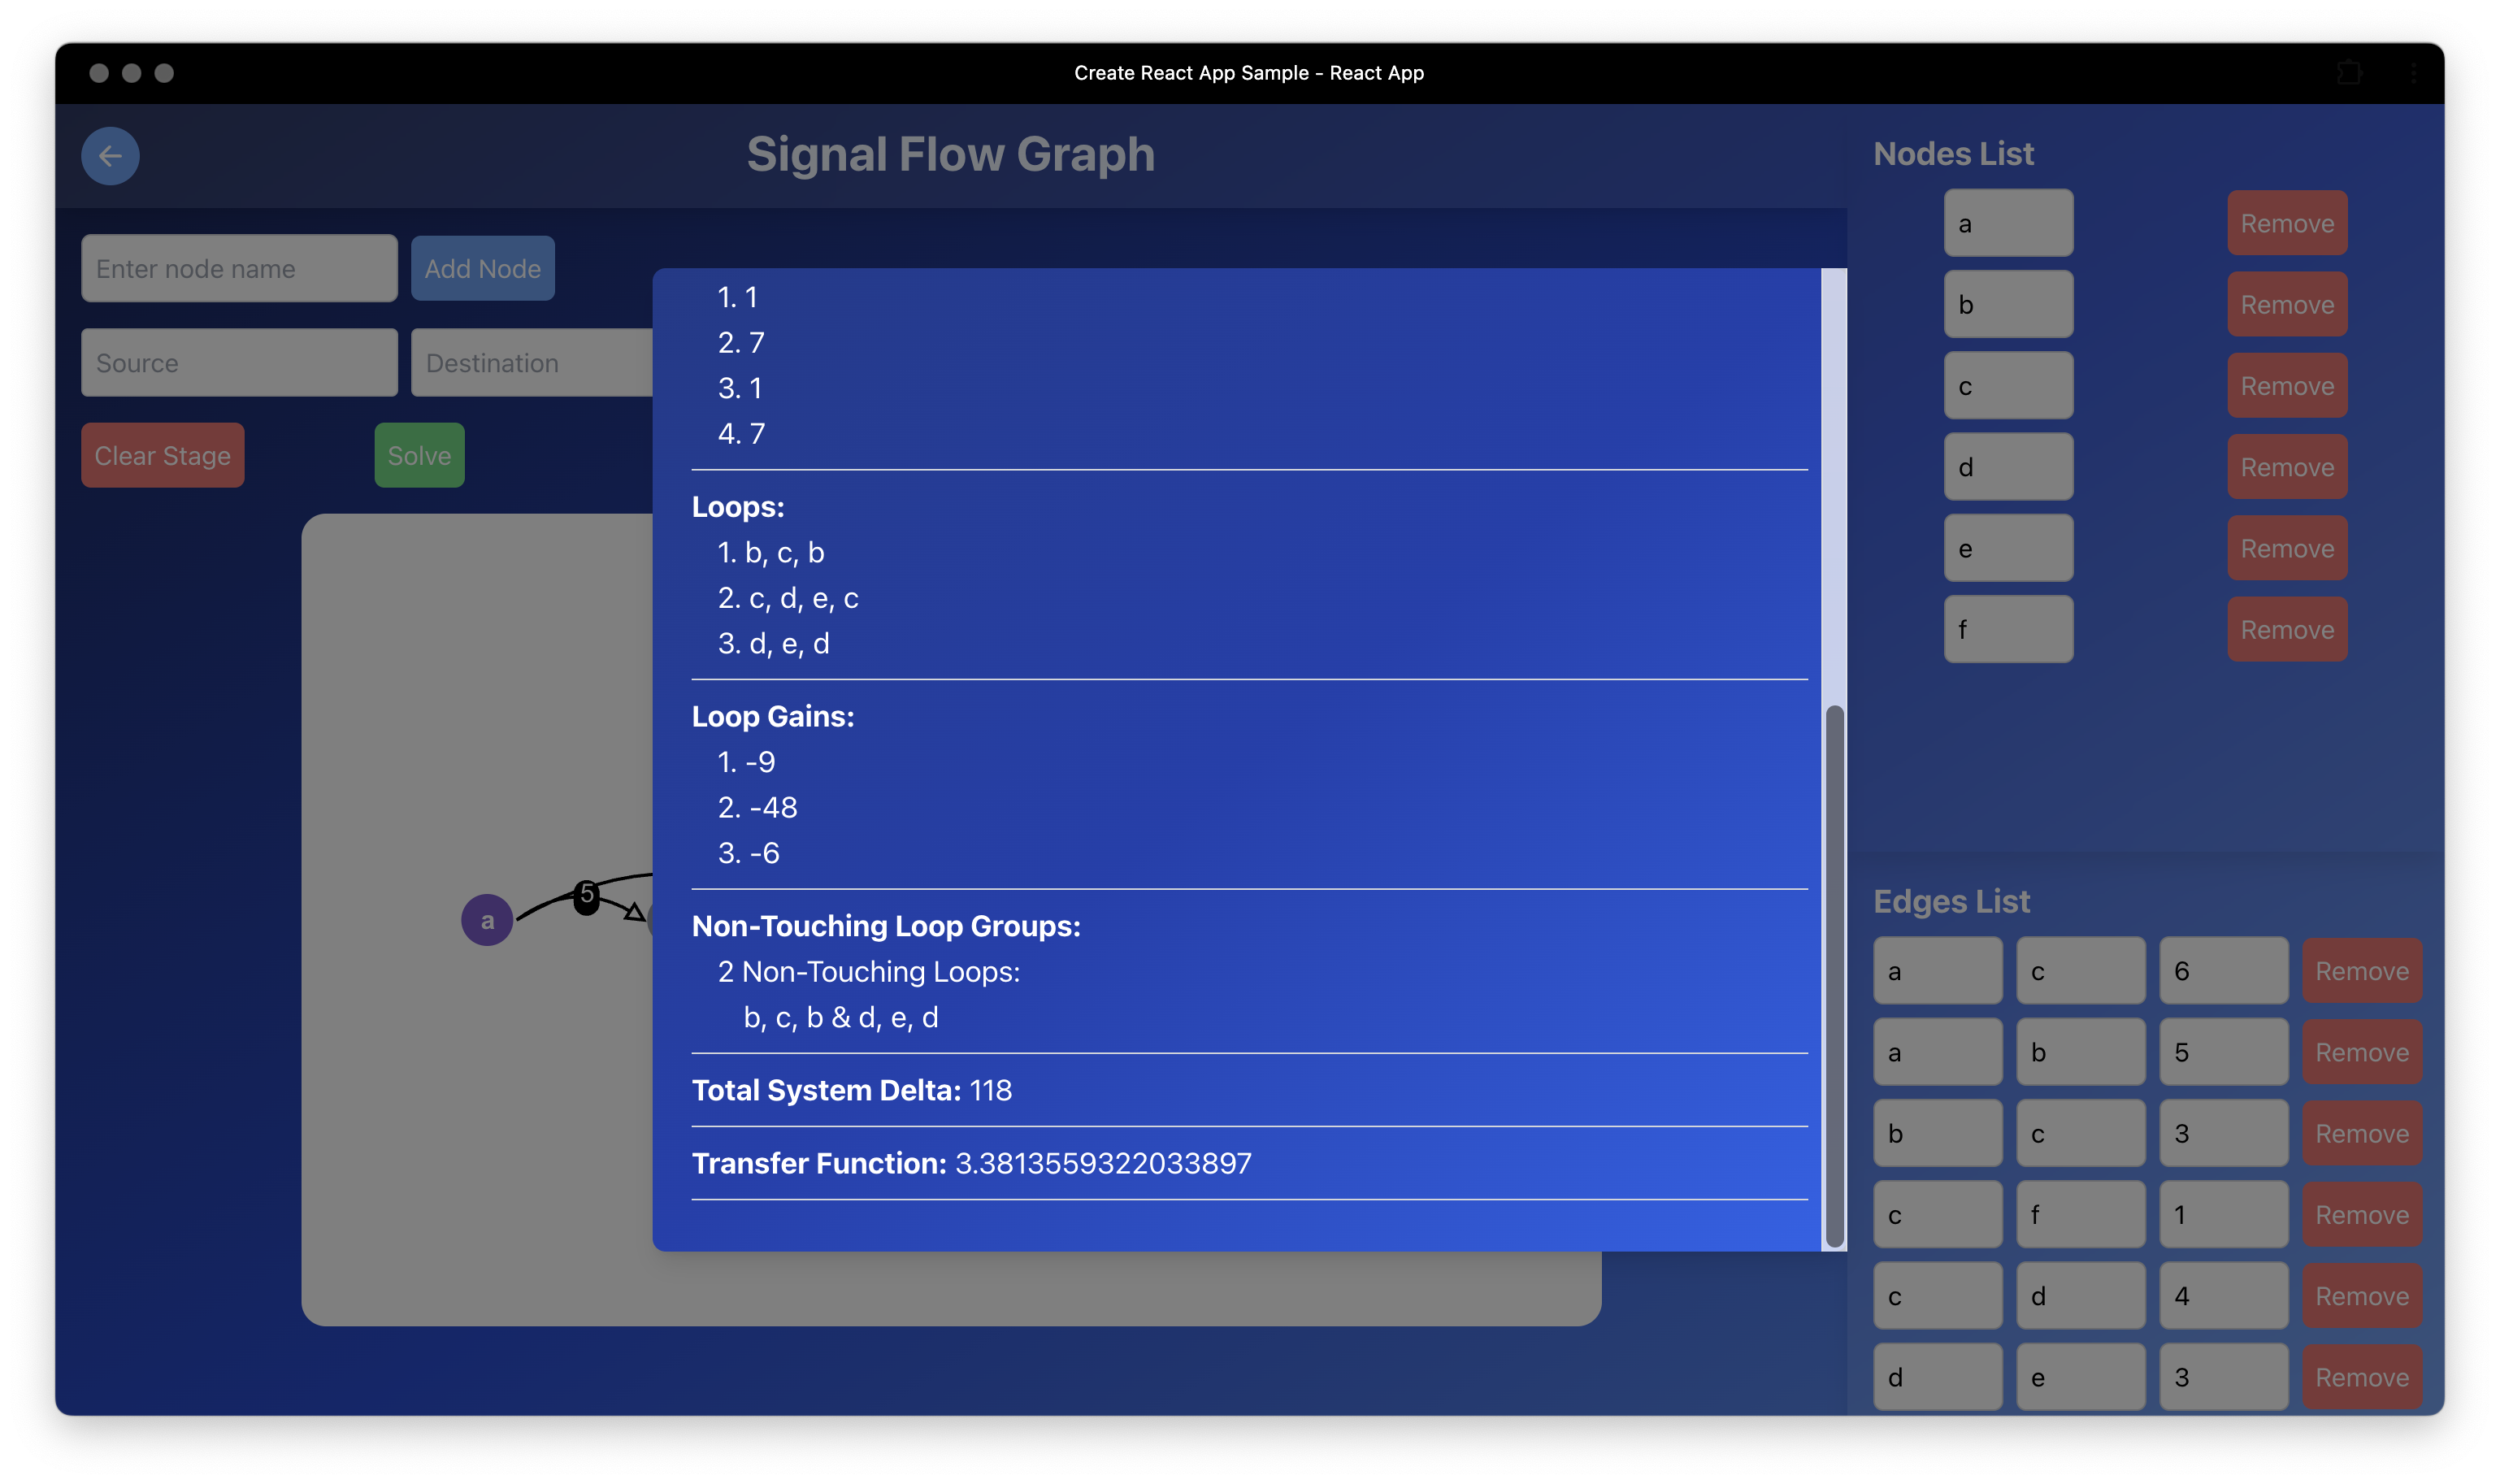 Create React App Sample - React App
Signal Flow Graph
Enter node name
Add Node
Source
Destination
Clear Stage
Solve
a
5
1. 1
2. 7
3. 1
4. 7
Loops:
1. b, c, b
2. c, d, e, c
3. d, e, d
Loop Gains:
1. -9
2. -48
3. -6
Non-Touching Loop Groups:
2 Non-Touching Loops:
b, c, b & d, e, d
Total System Delta: 118
Transfer Function: 3.3813559322033897
Nodes List
a Remove
b Remove
c Remove
d Remove
e Remove
f Remove
Edges List
a c 6 Remove
a b 5 Remove
b c 3 Remove
c f 1 Remove
c d 4 Remove
d e 3 Remove